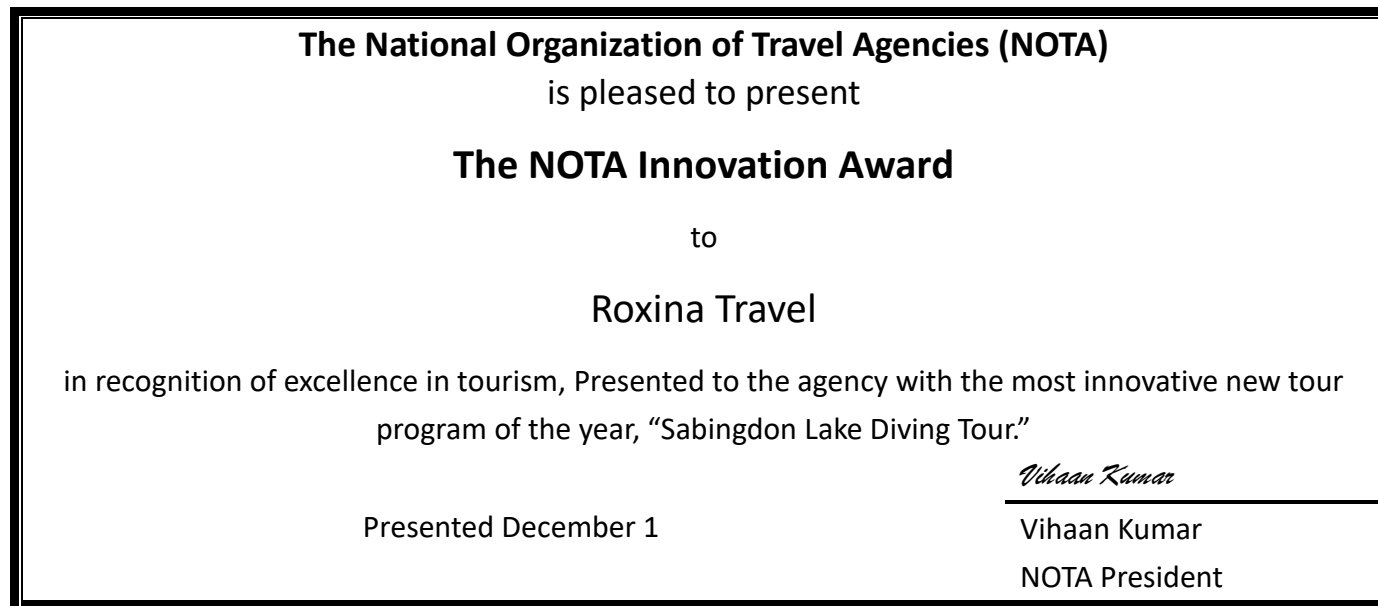 The National Organization of Travel Agencies (NOTA)
is pleased to present
The NOTA Innovation Award
to
Roxina Travel
in recognition of excellence in tourism, Presented to the agency with the most innovative new tour
program of the year, “Sabingdon Lake Diving Tour.”
Vihaan Kumar
Presented December 1
Vihaan Kumar
NOTA President